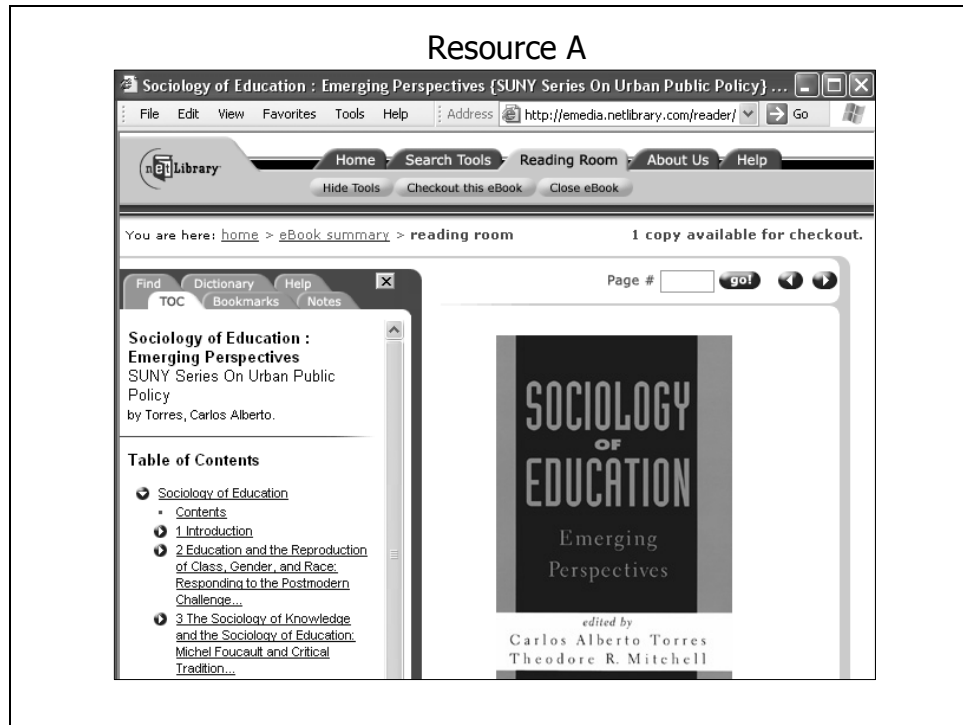 Resource A
Sociology of Education : Emerging Perspectives {SUNY Series On Urban Public Policy} ...
File Edit View Favorites Tools Help Address http://emedia.netlibrary.com/reader/ Go
netLibrary
Home Search Tools Reading Room About Us Help
Hide Tools Checkout this eBook Close eBook
You are here: home > eBook summary > reading room 1 copy available for checkout.
Find Dictionary Help
TOC Bookmarks Notes
Page # go!
Sociology of Education :
Emerging Perspectives
SUNY Series On Urban Public
Policy
by Torres, Carlos Alberto.
Table of Contents
Sociology of Education
Contents
1 Introduction
2 Education and the Reproduction
of Class, Gender, and Race:
Responding to the Postmodern
Challenge...
3 The Sociology of Knowledge
and the Sociology of Education:
Michel Foucault and Critical
Tradition...
SOCIOLOGY
OF
EDUCATION
Emerging
Perspectives
edited by
Carlos Alberto Torres
Theodore R. Mitchell